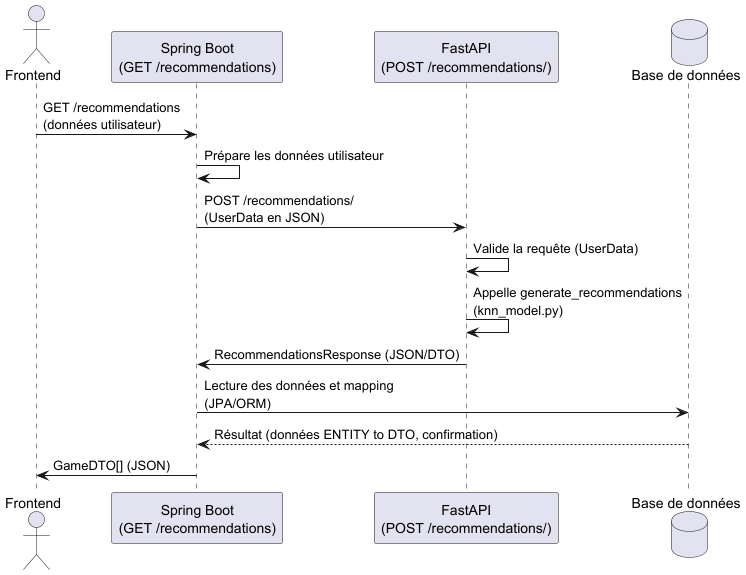 Frontend
Spring Boot
(GET /recommendations)
FastAPI
(POST /recommendations/)
Base de données
GET /recommendations
(données utilisateur)
Prépare les données utilisateur
POST /recommendations/
(UserData en JSON)
Valide la requête (UserData)
Appelle generate_recommendations
(knn_model.py)
RecommendationsResponse (JSON/DTO)
Lecture des données et mapping
(JPA/ORM)
Résultat (données ENTITY to DTO, confirmation)
GameDTO[] (JSON)
Frontend
Spring Boot
(GET /recommendations)
FastAPI
(POST /recommendations/)
Base de données